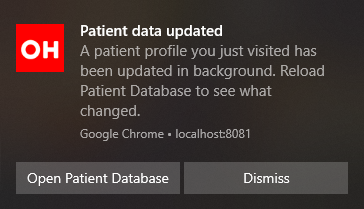 OH
Patient data updated
A patient profile you just visited has
been updated in background. Reload
Patient Database to see what
changed.
Google Chrome • localhost:8081
Open Patient Database
Dismiss